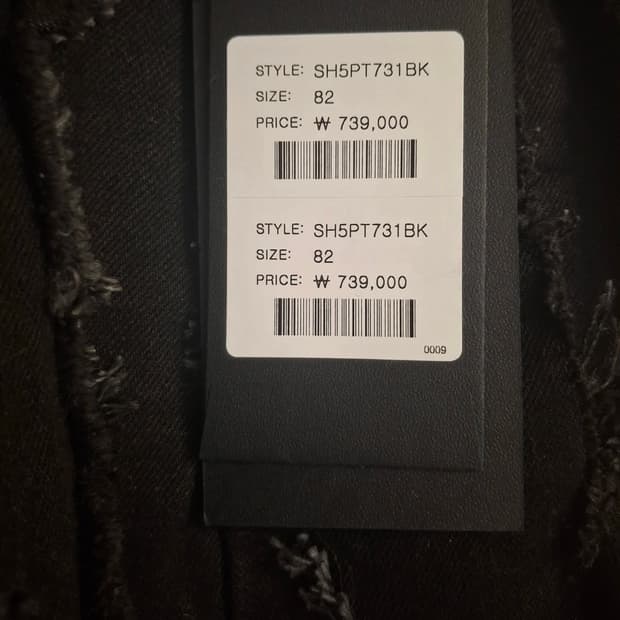 STYLE: SH5PT731BK
SIZE: 82
PRICE: ₩ 739,000
STYLE: SH5PT731BK
SIZE: 82
PRICE: ₩ 739,000
0009